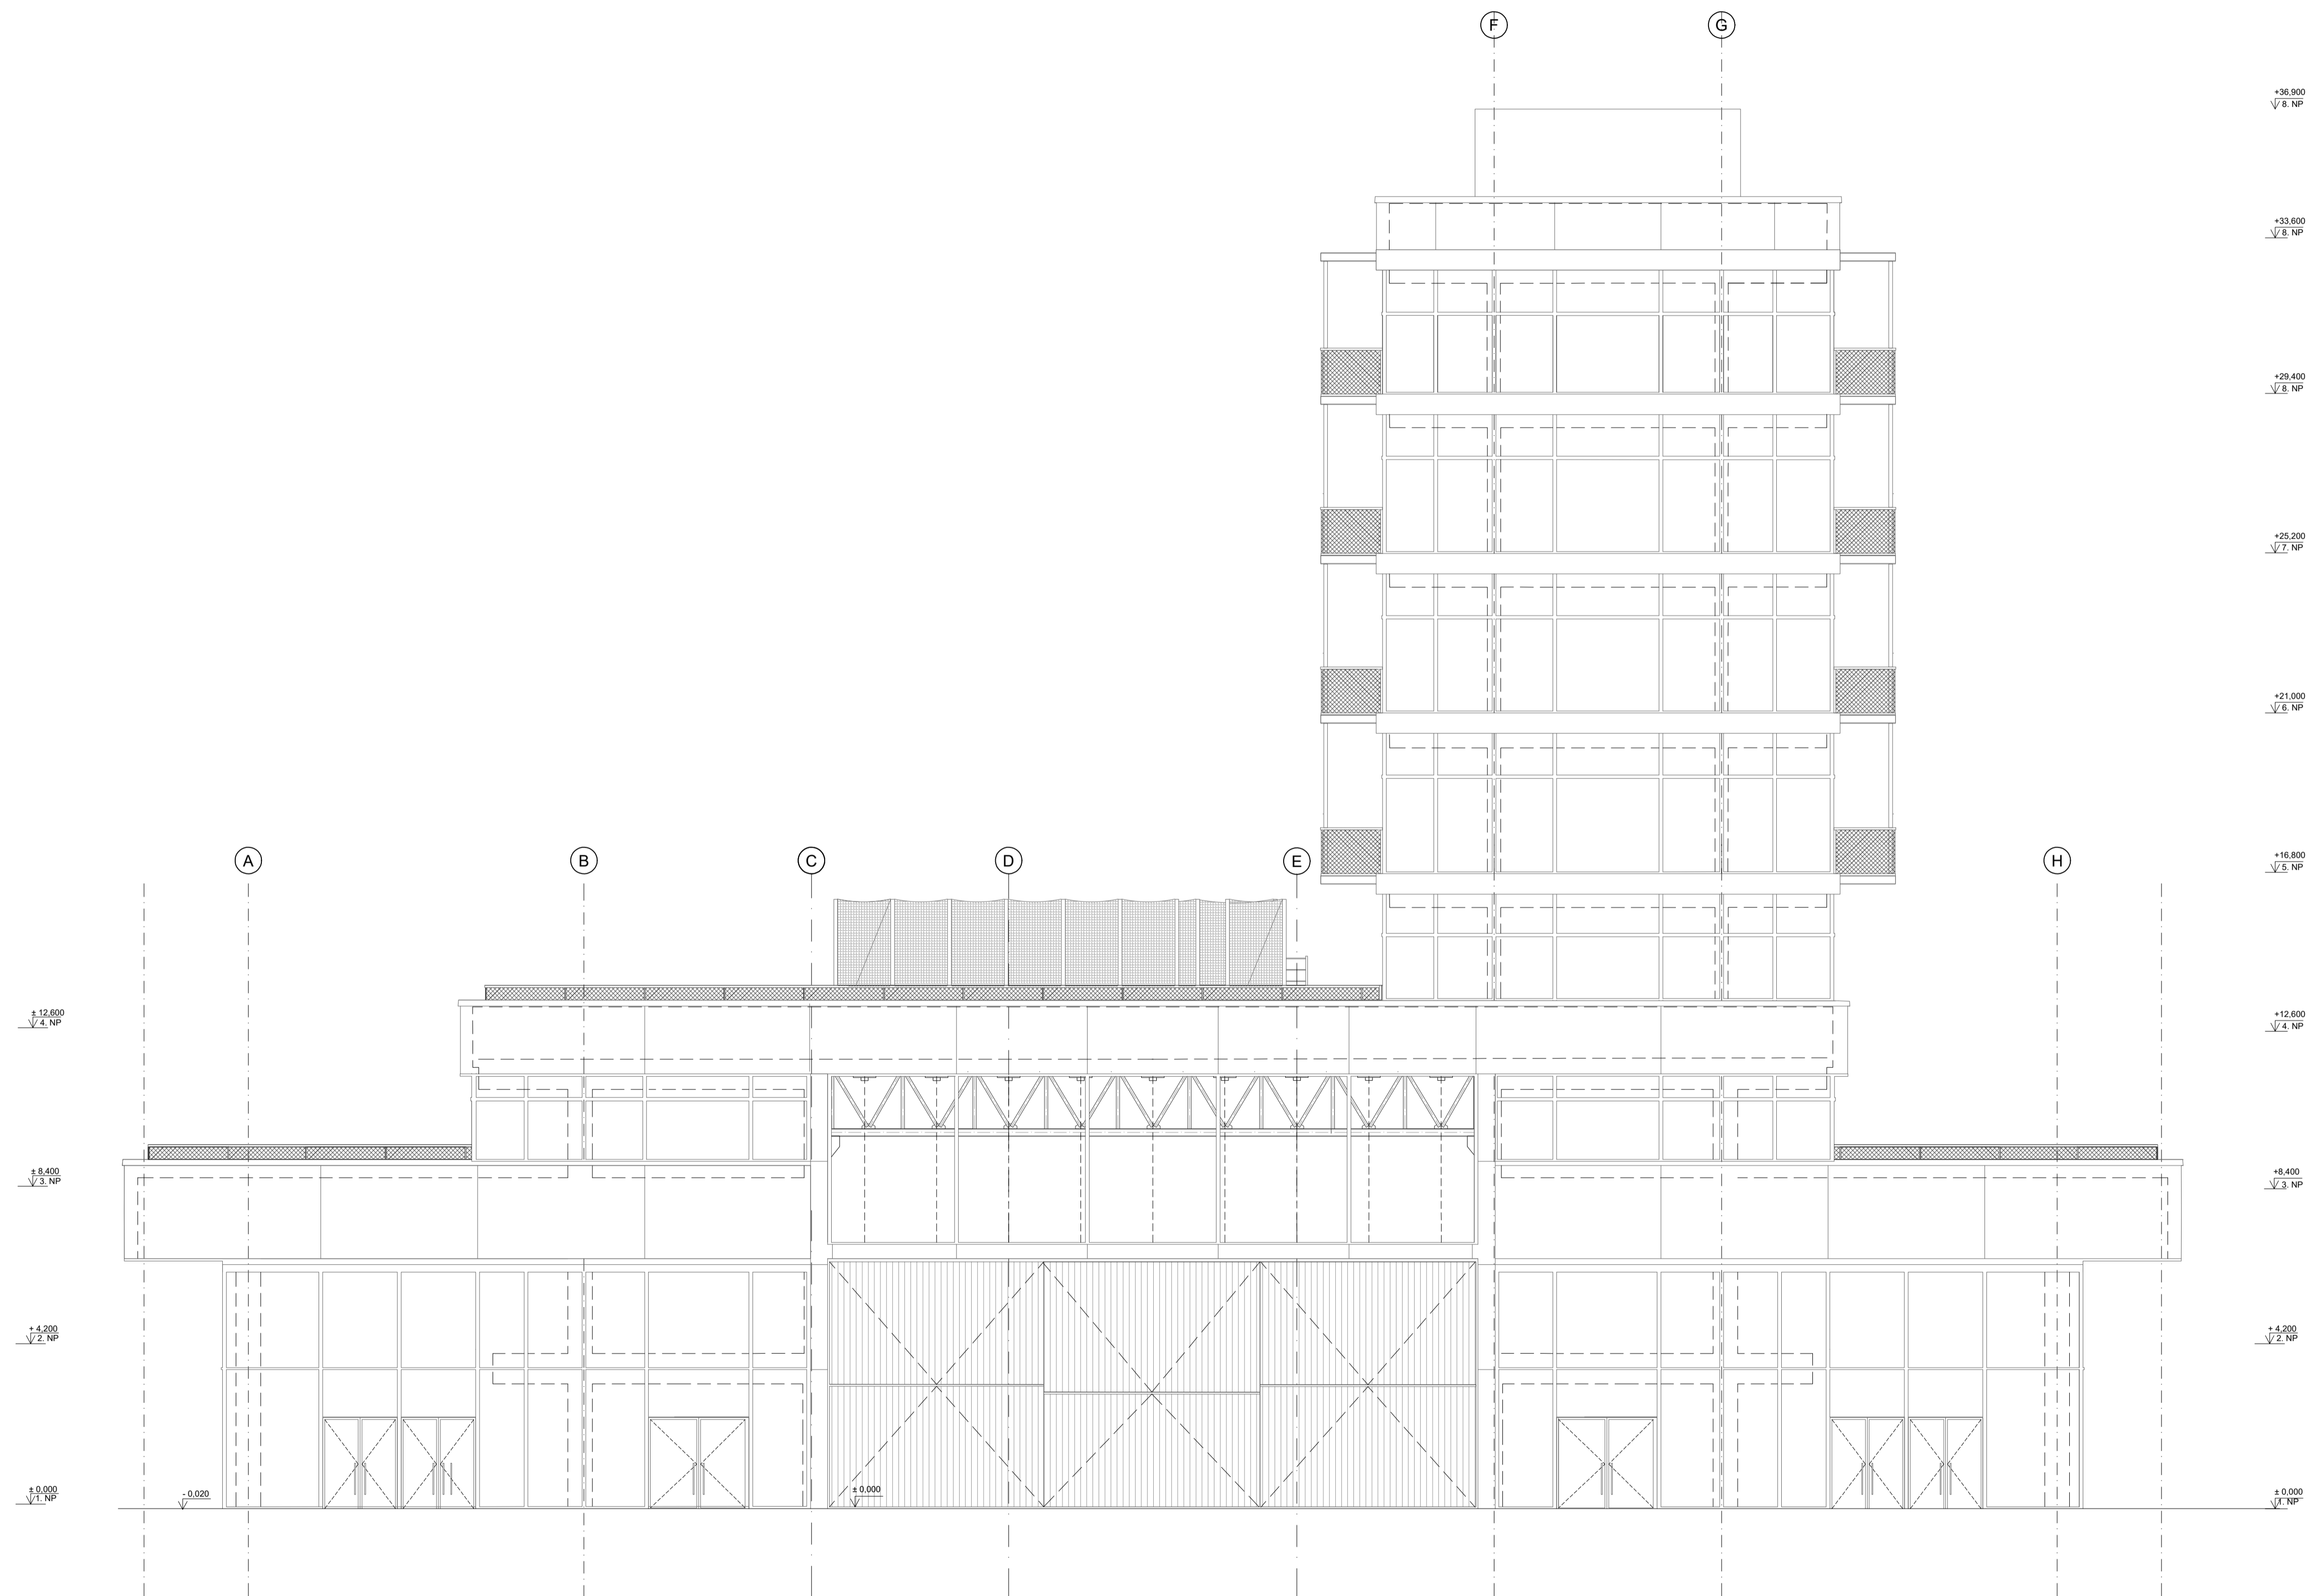 F
G
+36,900
8. NP
+33,600
8. NP
+29,400
8. NP
+25,200
7. NP
+21,000
6. NP
+16,800
5. NP
A
B
C
D
E
H
± 12,600
4. NP
+12,600
4. NP
± 8,400
3. NP
+8,400
3. NP
+ 4,200
2. NP
+ 4,200
2. NP
± 0,000
1. NP
- 0,020
± 0,000
± 0,000
1. NP